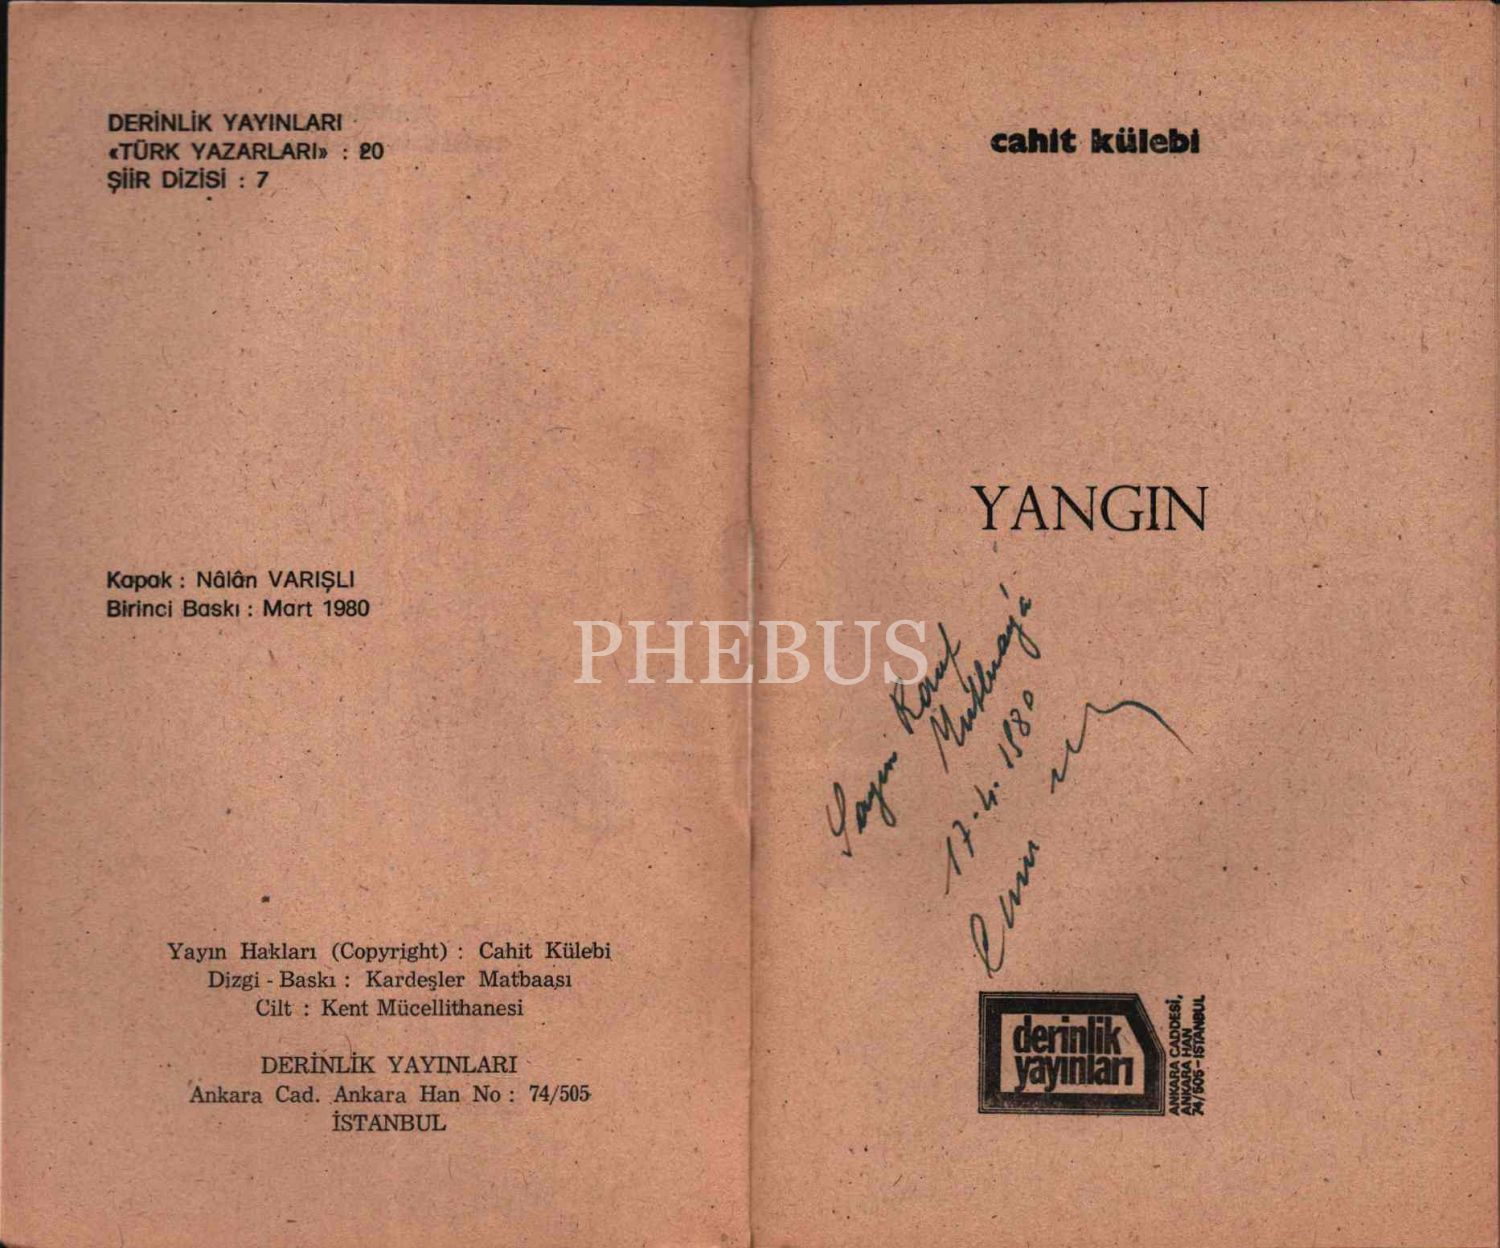 DERİNLİK YAYINLARI
«TÜRK YAZARLARI» : 20
ŞİİR DİZİSİ : 7
Kapak : Nâlân VARIŞLI
Birinci Baskı : Mart 1980
Yayın Hakları (Copyright) : Cahit Külebi
Dizgi - Baskı : Kardeşler Matbaası
Cilt : Kent Mücellithanesi
DERİNLİK YAYINLARI
Ankara Cad. Ankara Han No : 74/505
İSTANBUL
PHEBUS
cahit külebi
YANGIN
Sayın Rauf
Mutluay'a
17.4.1980
derinlik
yayınları
ANKARA CADDESİ,
ANKARA HAN
74/505-İSTANBUL